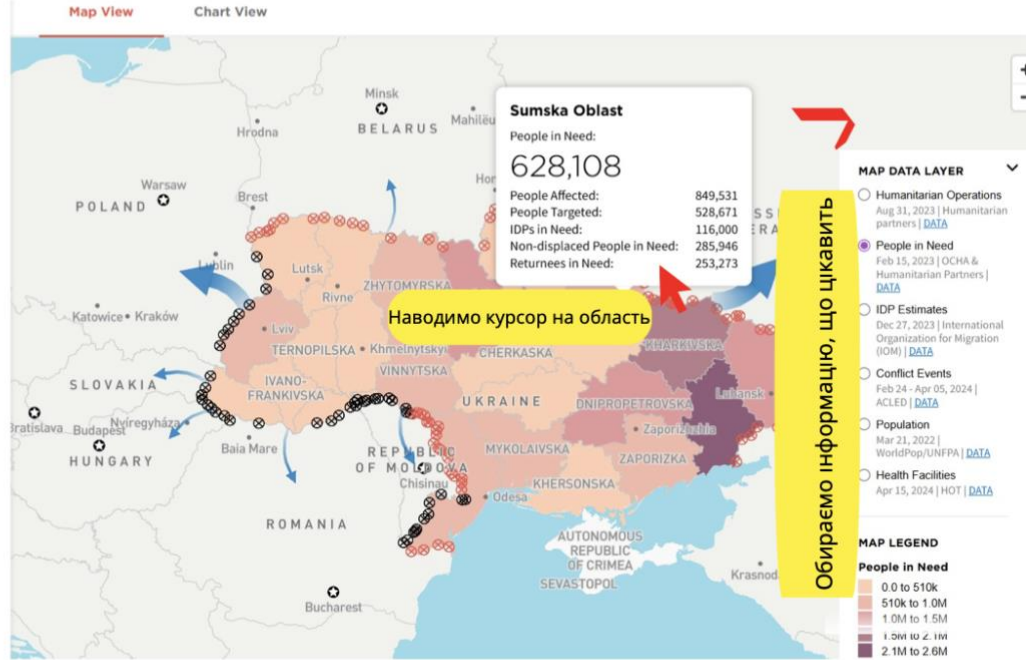 Map View
Chart View
Minsk
BELARUS
Mahilëu
Hrodna
Warsaw
POLAND
Brest
Lublin
Lutsk
Rivne
ZHYTOMYRSKA
Katowice
Kraków
Lviv
TERNOPILSKA
Khmelnytskyi
CHERKASKA
VINNYTSKA
KHARKIVSKA
SLOVAKIA
IVANO-
FRANKIVSKA
UKRAINE
DNIPROPETROVSKA
Luhansk
Bratislava
Budapest
Nyíregyháza
HUNGARY
Baia Mare
REPUBLIC
OF MOLDOVA
Chisinau
MYKOLAIVSKA
Zaporizhzhia
ZAPORIZKA
KHERSONSKA
Odesa
ROMANIA
AUTONOMOUS
REPUBLIC
OF CRIMEA
SEVASTOPOL
Bucharest
Sumska Oblast
People in Need:
628,108
People Affected: 849,531
People Targeted: 528,671
IDPs in Need: 116,000
Non-displaced People in Need: 285,946
Returnees in Need: 253,273
Наводимо курсор на область
Обираємо нформацію, що цікавить
MAP DATA LAYER
Humanitarian Operations
Aug 31, 2023 | Humanitarian
partners | DATA
People in Need
Feb 15, 2023 | OCHA &
Humanitarian Partners |
DATA
IDP Estimates
Dec 27, 2023 | International
Organization for Migration
(IOM) | DATA
Conflict Events
Feb 24 - Apr 05, 2024 |
ACLED | DATA
Population
Mar 21, 2022 |
WorldPop/UNFPA | DATA
Health Facilities
Apr 15, 2024 | HOT | DATA
MAP LEGEND
People in Need
0.0 to 510k
510k to 1.0M
1.0M to 1.5M
1.5M to 2.1M
2.1M to 2.6M